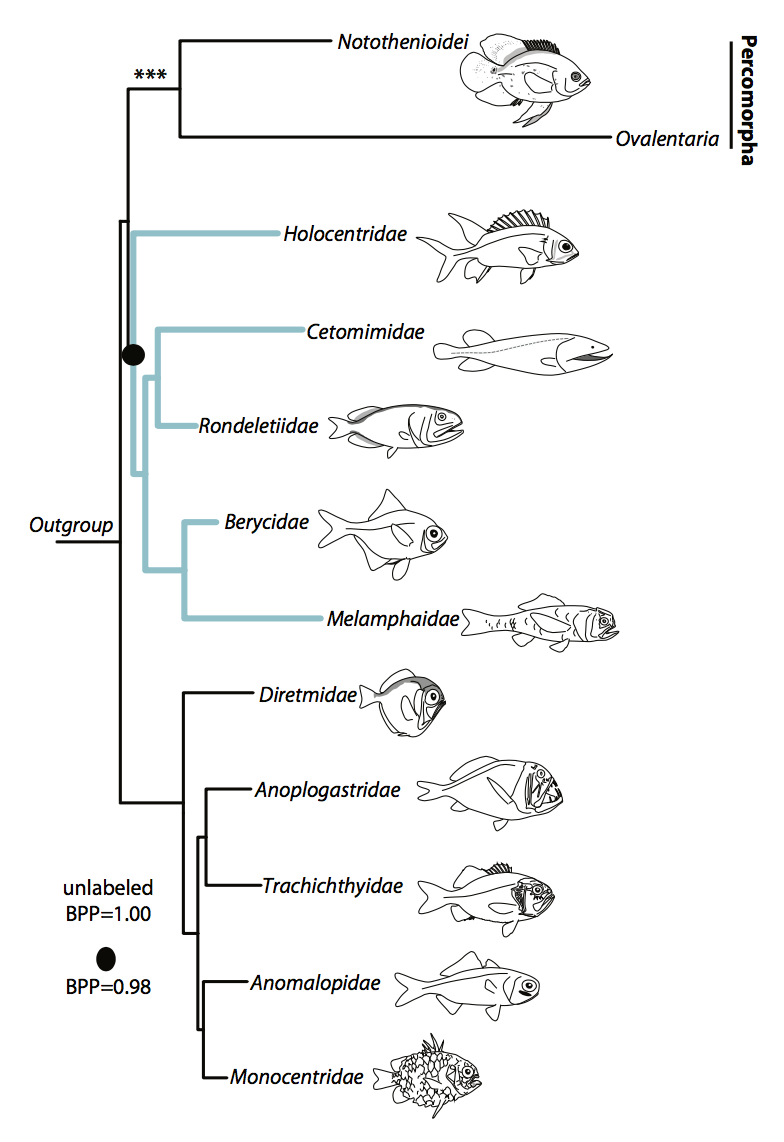 ***
Notothenioidei
Ovalentaria
Percomorpha
Holocentridae
Cetomimidae
Rondeletiidae
Outgroup
Berycidae
Melamphaidae
Diretmidae
Anoplogastridae
Trachichthyidae
unlabeled
BPP=1.00
BPP=0.98
Anomalopidae
Monocentridae